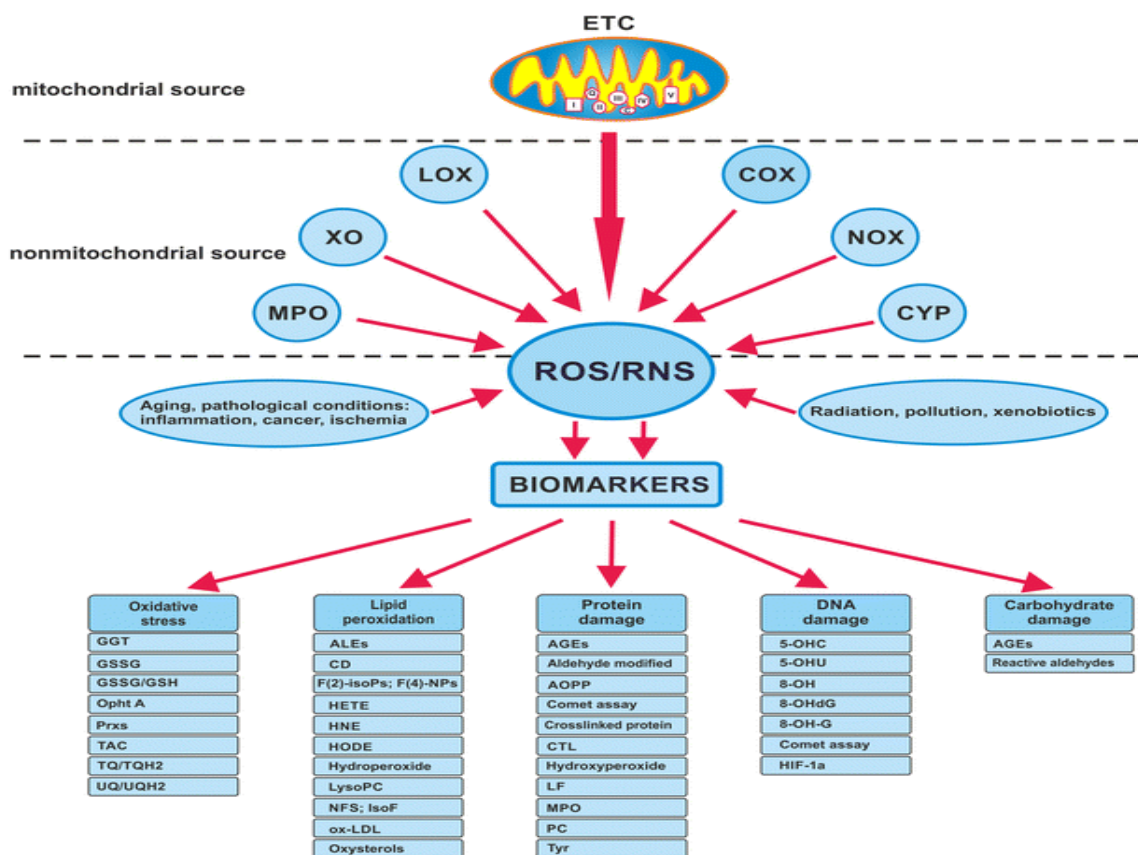 ETC
mitochondrial source
I
Q
II
III
C
IV
V
LOX
COX
XO
NOX
nonmitochondrial source
MPO
CYP
ROS/RNS
Aging, pathological conditions:
inflammation, cancer, ischemia
Radiation, pollution, xenobiotics
BIOMARKERS
Oxidative
stress
GGT
GSSG
GSSG/GSH
Opht A
Prxs
TAC
TQ/TQH2
UQ/UQH2
Lipid
peroxidation
ALEs
CD
F(2)-isoPs; F(4)-NPs
HETE
HNE
HODE
Hydroperoxide
LysoPC
NFS; IsoF
ox-LDL
Oxysterols
Protein
damage
AGEs
Aldehyde modified
AOPP
Comet assay
Crosslinked protein
CTL
Hydroxyperoxide
LF
MPO
PC
Tyr
DNA
damage
5-OHC
5-OHU
8-OH
8-OHdG
8-OH-G
Comet assay
HIF-1a
Carbohydrate
damage
AGEs
Reactive aldehydes